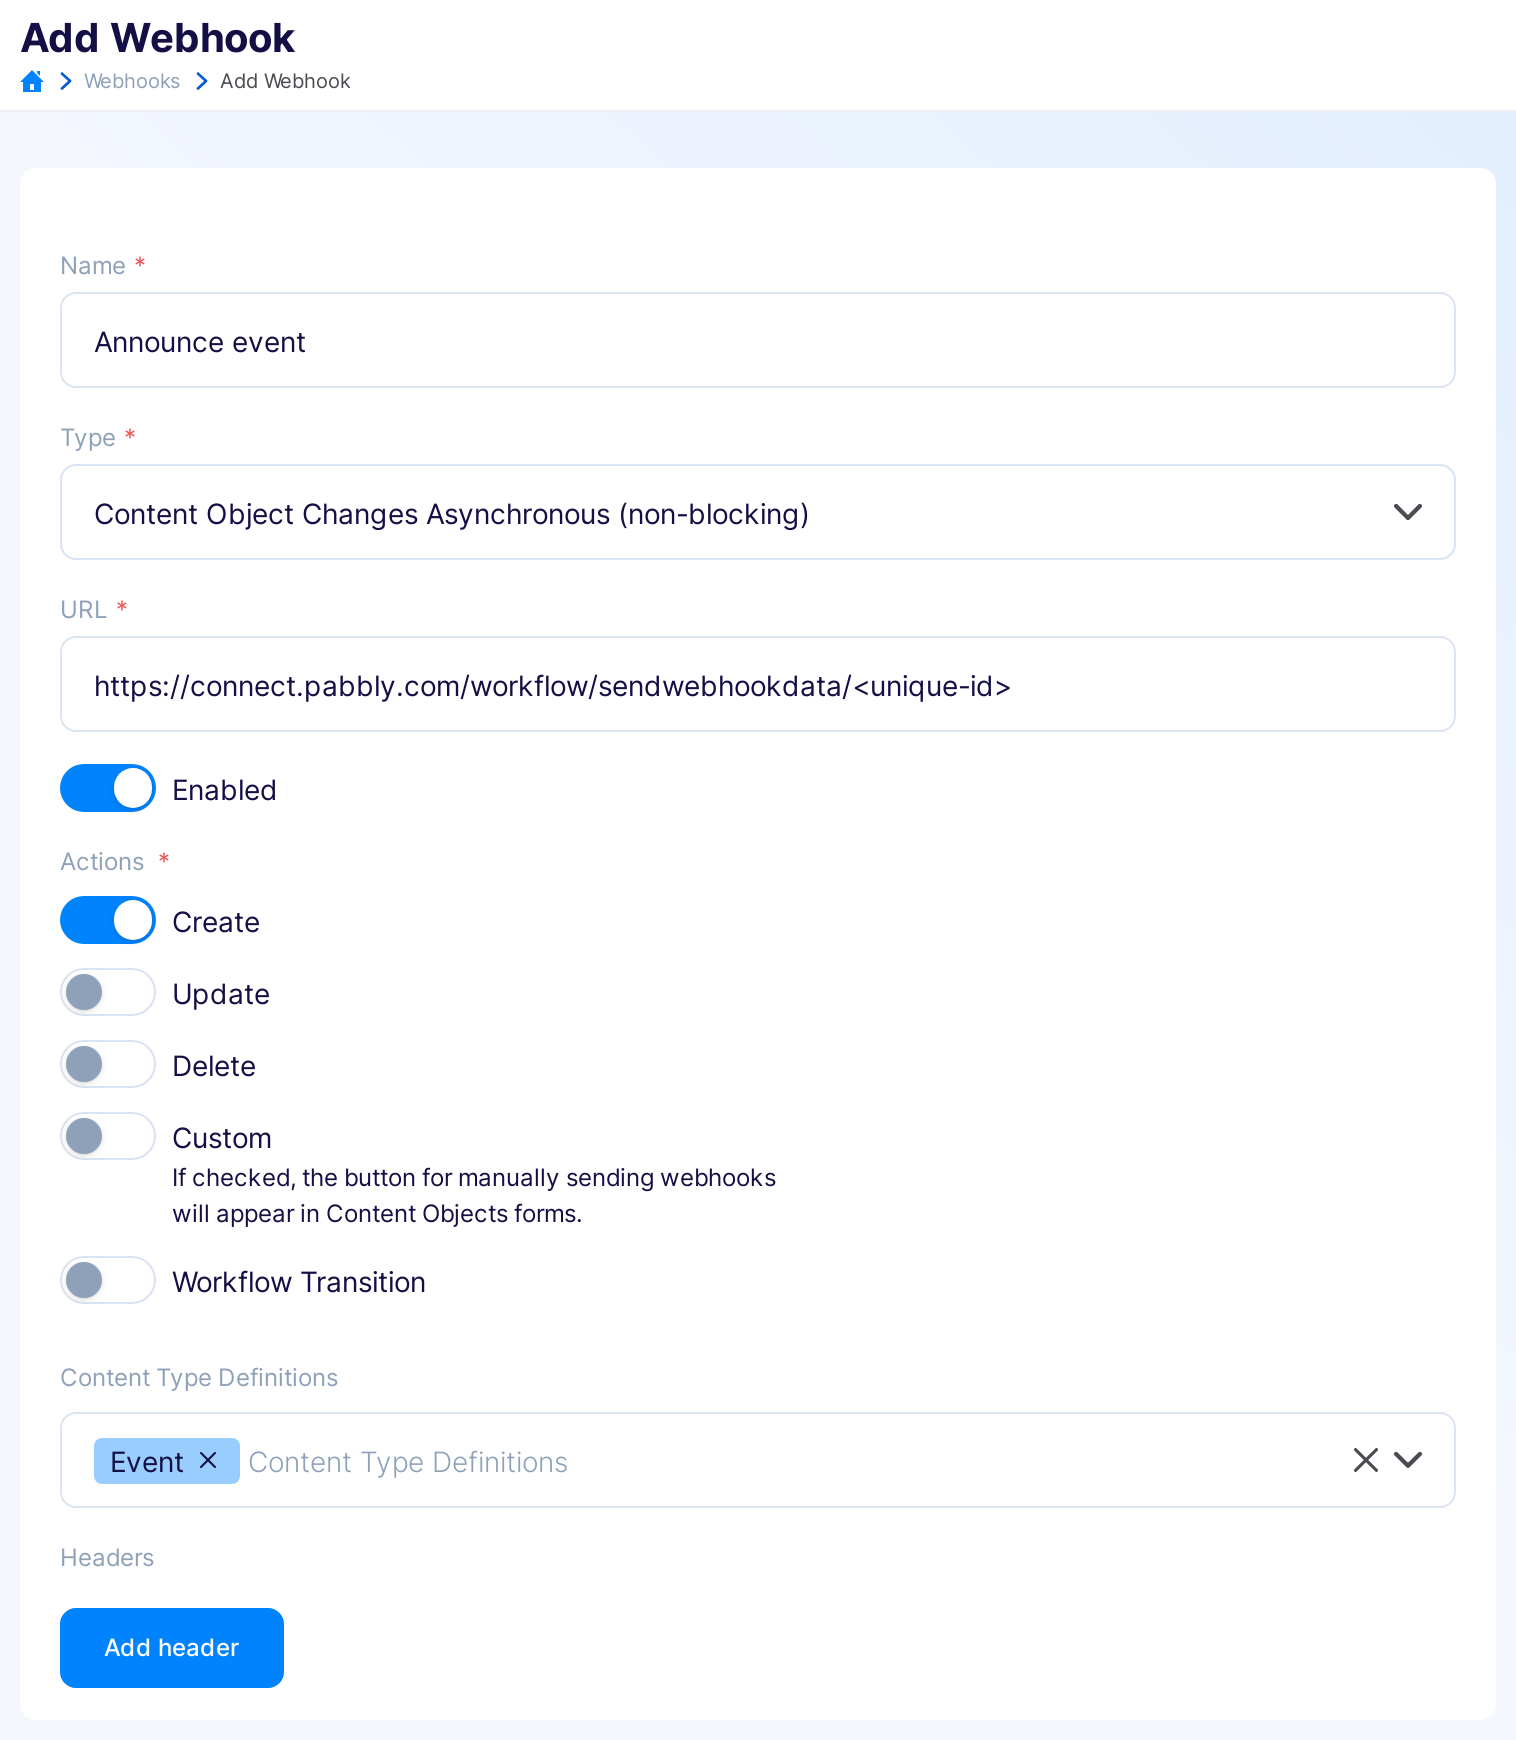 Add Webhook
Webhooks Add Webhook
Name *
Announce event
Type *
Content Object Changes Asynchronous (non-blocking)
URL *
https://connect.pabbly.com/workflow/sendwebhookdata/<unique-id>
Enabled
Actions *
Create
Update
Delete
Custom
If checked, the button for manually sending webhooks
will appear in Content Objects forms.
Workflow Transition
Content Type Definitions
Event Content Type Definitions
Headers
Add header